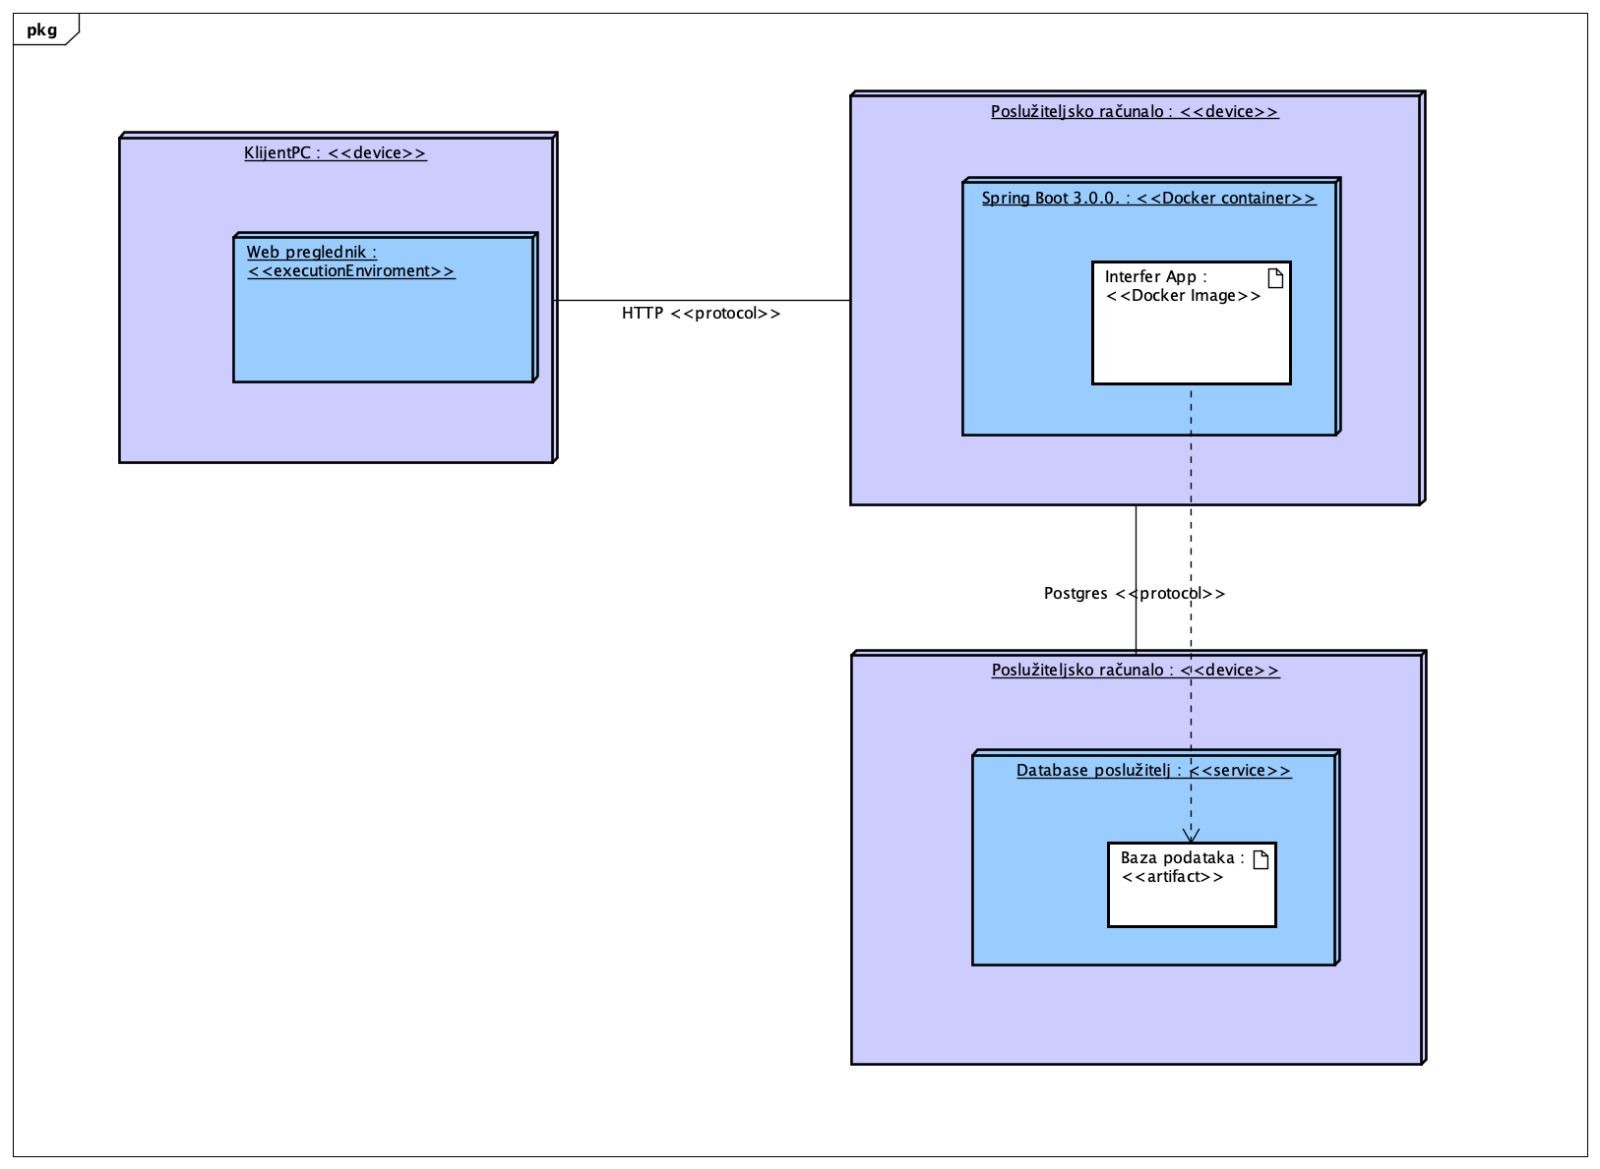 pkg
KlijentPC : <<device>>
Web preglednik :
<<executionEnviroment>>
HTTP <<protocol>>
Poslužiteljsko računalo : <<device>>
Spring Boot 3.0.0. : <<Docker container>>
Interfer App :
<<Docker Image>>
Postgres <<protocol>>
Poslužiteljsko računalo : <<device>>
Database poslužitelj : <<service>>
Baza podataka :
<<artifact>>